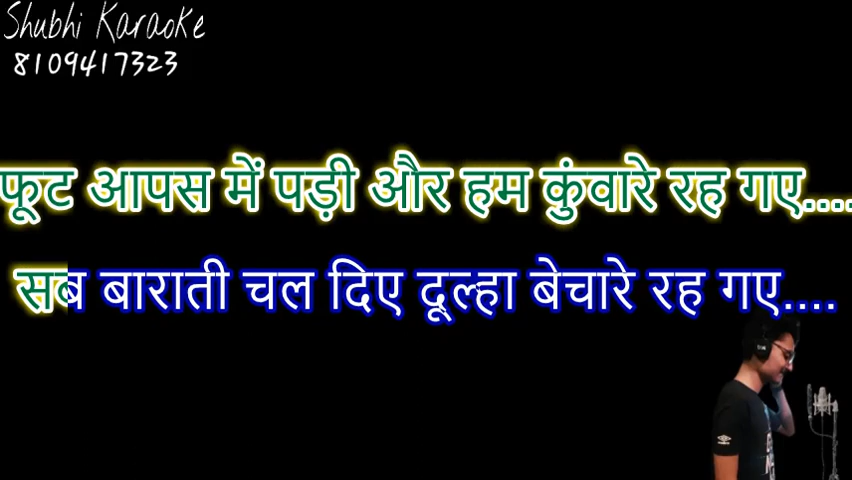 Shubhi Karaoke
8109417323
फूट आपस में पड़ी और हम कुंवारे रह गए....
सब बाराती चल दिए दूल्हा बेचारे रह गए....